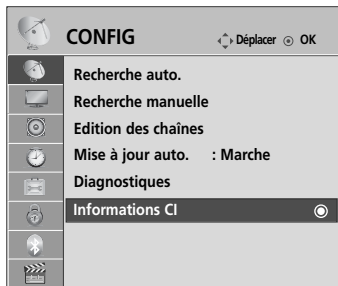 CONFIG Déplacer OK
Recherche auto.
Recherche manuelle
Edition des chaînes
Mise à jour auto. : Marche
Diagnostiques
Informations CI